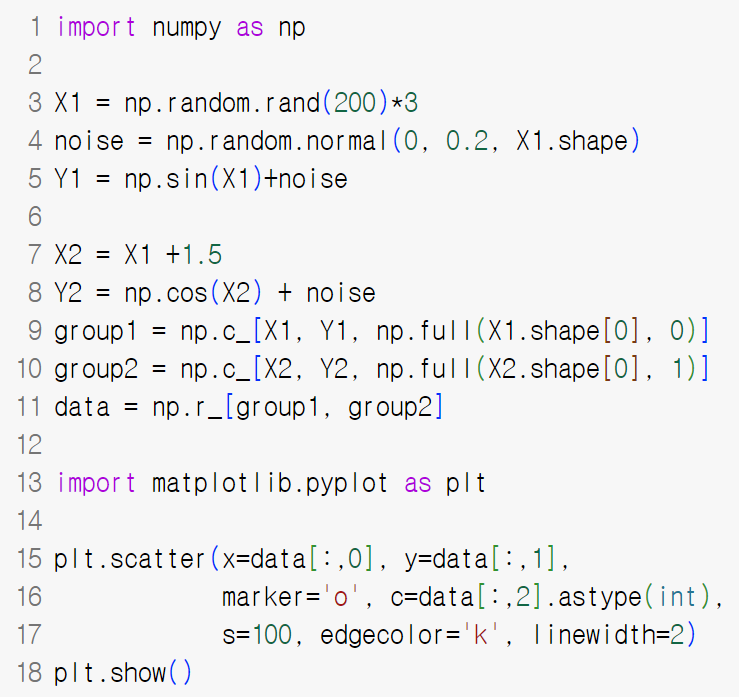 1 import numpy as np
2
3 X1 = np.random.rand(200)*3
4 noise = np.random.normal(0, 0.2, X1.shape)
5 Y1 = np.sin(X1)+noise
6
7 X2 = X1 +1.5
8 Y2 = np.cos(X2) + noise
9 group1 = np.c_[X1, Y1, np.full(X1.shape[0], 0)]
10 group2 = np.c_[X2, Y2, np.full(X2.shape[0], 1)]
11 data = np.r_[group1, group2]
12
13 import matplotlib.pyplot as plt
14
15 plt.scatter(x=data[:,0], y=data[:,1],
16             marker='o', c=data[:,2].astype(int),
17             s=100, edgecolor='k', linewidth=2)
18 plt.show()